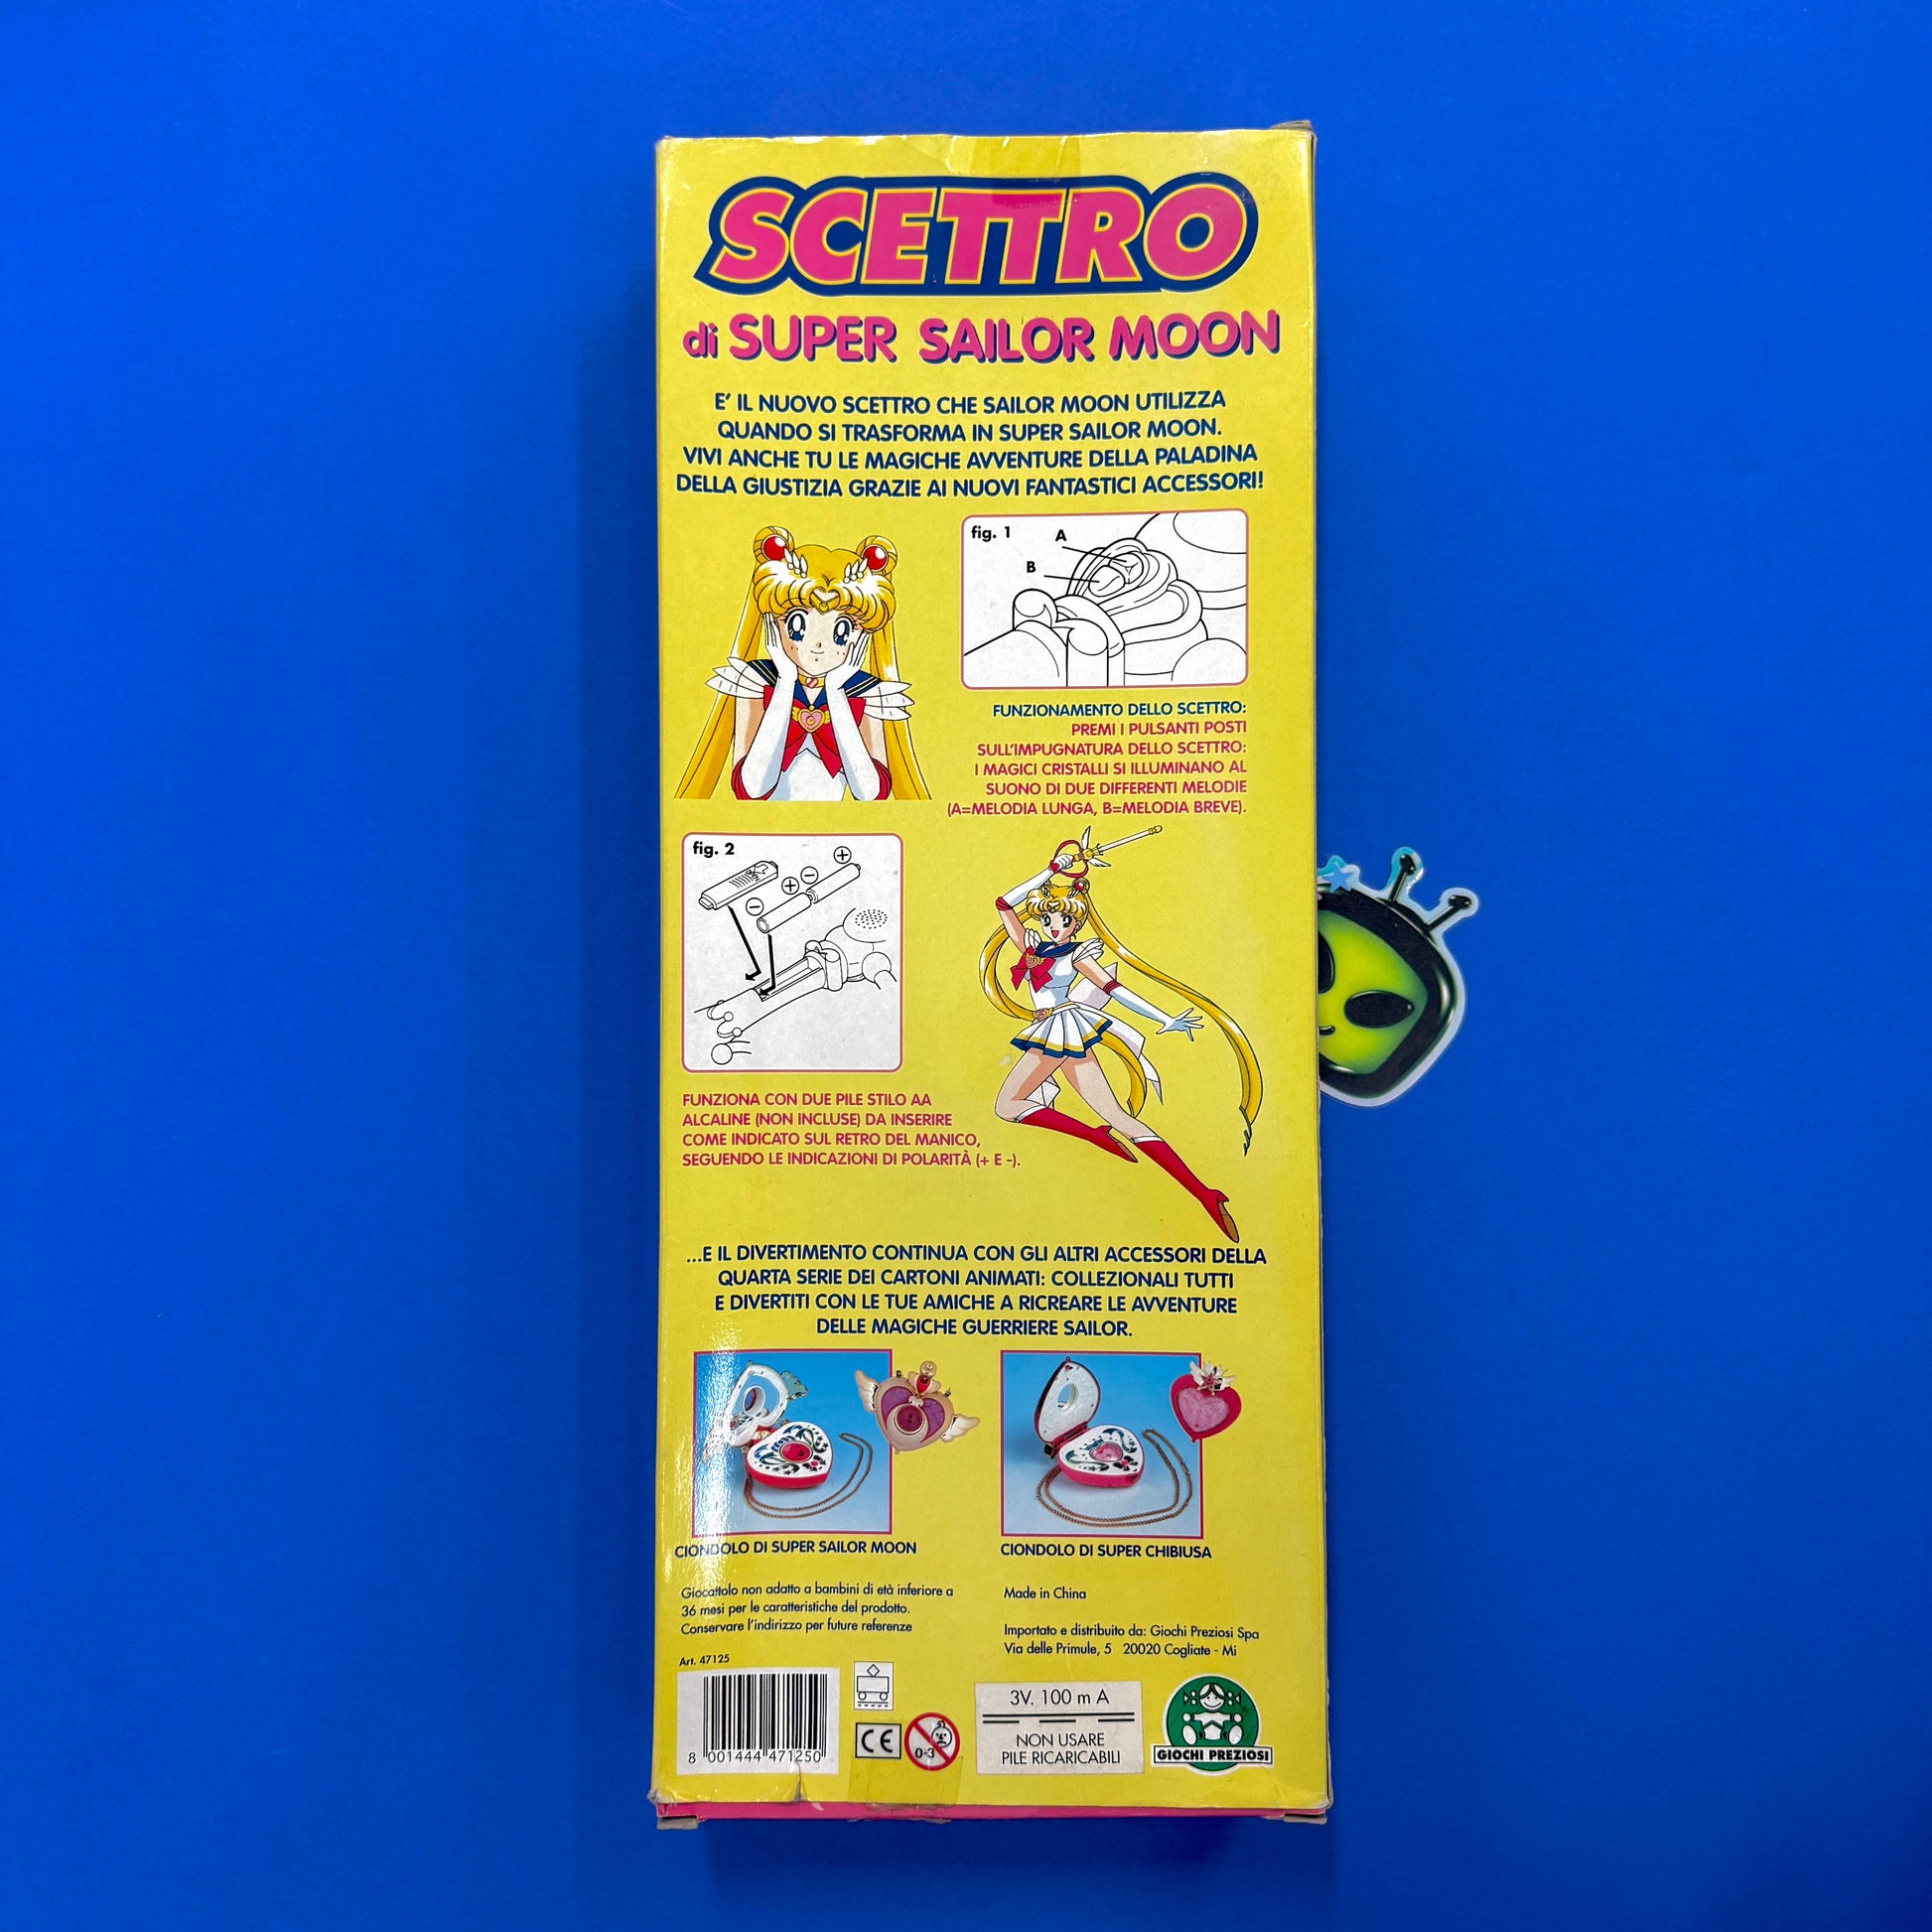 SCETTRO
di SUPER SAILOR MOON
E' IL NUOVO SCETTRO CHE SAILOR MOON UTILIZZA
QUANDO SI TRASFORMA IN SUPER SAILOR MOON.
VIVI ANCHE TU LE MAGICHE AVVENTURE DELLA PALADINA
DELLA GIUSTIZIA GRAZIE AI NUOVI FANTASTICI ACCESSORI!
fig. 1
A
B
FUNZIONAMENTO DELLO SCETTRO:
PREMI I PULSANTI POSTI
SULL'IMPUGNATURA DELLO SCETTRO:
I MAGICI CRISTALLI SI ILLUMINANO AL
SUONO DI DUE DIFFERENTI MELODIE
(A=MELODIA LUNGA, B=MELODIA BREVE).
fig. 2
+
+ -
-
FUNZIONA CON DUE PILE STILO AA
ALCALINE (NON INCLUSE) DA INSERIRE
COME INDICATO SUL RETRO DEL MANICO,
SEGUENDO LE INDICAZIONI DI POLARITÀ (+ E -).
...E IL DIVERTIMENTO CONTINUA CON GLI ALTRI ACCESSORI DELLA
QUARTA SERIE DEI CARTONI ANIMATI: COLLEZIONALI TUTTI
E DIVERTITI CON LE TUE AMICHE A RICREARE LE AVVENTURE
DELLE MAGICHE GUERRIERE SAILOR.
CIONDOLO DI SUPER SAILOR MOON
CIONDOLO DI SUPER CHIBIUSA
Giocattolo non adatto a bambini di età inferiore a
36 mesi per le caratteristiche del prodotto.
Conservare l'indirizzo per future referenze
Made in China
Importato e distribuito da: Giochi Preziosi Spa
Via delle Primule, 5 20020 Cogliate - Mi
Art. 47125
8 001444 471250
CE
0-3
3V. 100 m A
NON USARE
PILE RICARICABILI
GIOCHI PREZIOSI